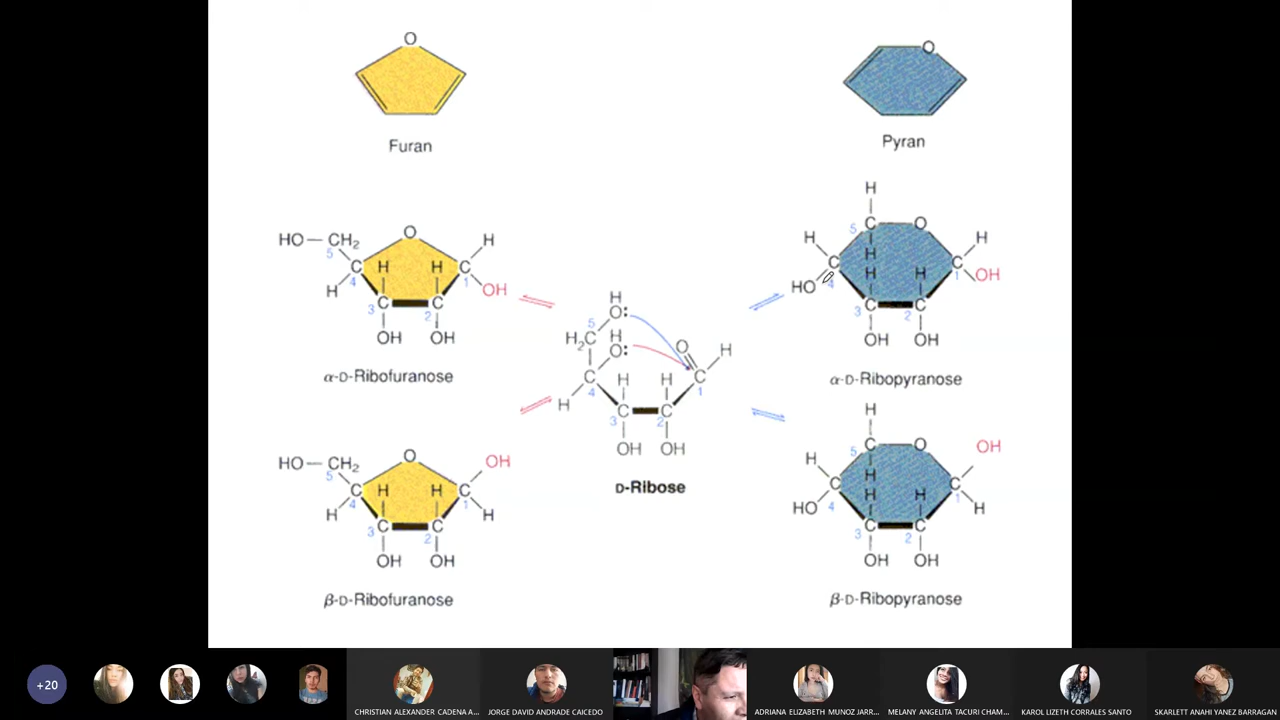 O
Furan
O
Pyran
HO—CH2
5
O
H
C
4
H
H
H
C
1
OH
C
3
C
2
OH
OH
α-D-Ribofuranose
H
5
C
O
H
H
H
C
H
H
C
1
OH
HO
4
3
C
2
C
OH
OH
α-D-Ribopyranose
H
O:
5
H2C
H
O:
O
H
C
4
H
H
H
C
1
3
C
2
C
OH
OH
D-Ribose
HO—CH2
5
O
OH
C
4
H
H
H
C
1
H
3
C
2
C
OH
OH
β-D-Ribofuranose
H
5
C
O
OH
H
H
C
H
H
C
1
H
HO
4
3
C
2
C
OH
OH
β-D-Ribopyranose
+20
CHRISTIAN ALEXANDER CADENA A...
JORGE DAVID ANDRADE CAICEDO
ADRIANA ELIZABETH MUNOZ JARR...
MELANY ANGELITA TACURI CHAM...
KAROL LIZETH CORRALES SANTO
SKARLETT ANAHI YANEZ BARRAGAN